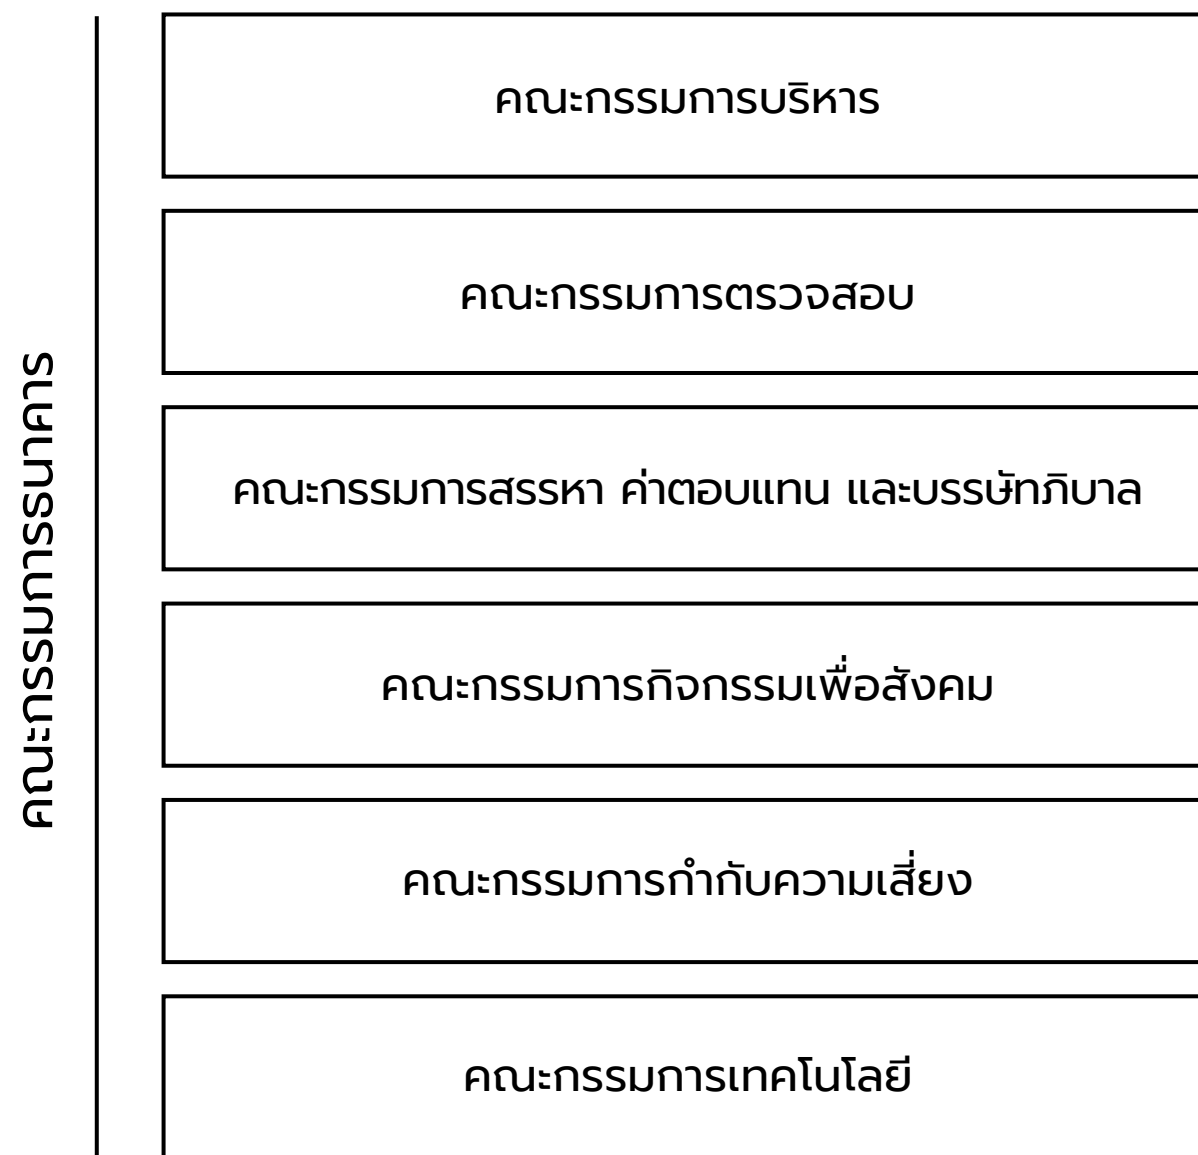 คณะกรรมการธนาคาร
คณะกรรมการบริหาร
คณะกรรมการตรวจสอบ
คณะกรรมการสรรหา ค่าตอบแทน และบรรษัทภิบาล
คณะกรรมการกิจกรรมเพื่อสังคม
คณะกรรมการกำกับความเสี่ยง
คณะกรรมการเทคโนโลยี